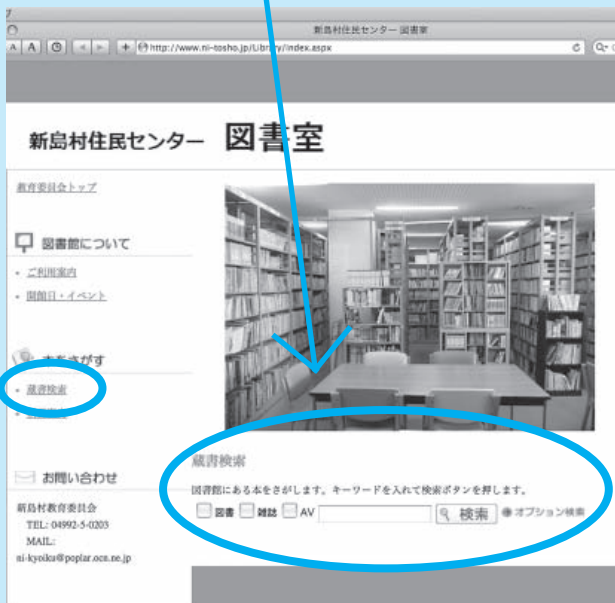 新島村住民センター 図書室
http://www.ni-tosho.jp/Library/index.aspx
新島村住民センター 図書室
教育委員会トップ
図書館について
・ご利用案内
・開館日・イベント
本をさがす
・蔵書検索
お問い合わせ
新島村教育委員会
TEL: 04992-5-0203
MAIL:
ni-kyoiku@poplar.ocn.ne.jp
蔵書検索
図書館にある本をさがします。キーワードを入れて検索ボタンを押します。
図書 雑誌 AV 検索 オプション検索